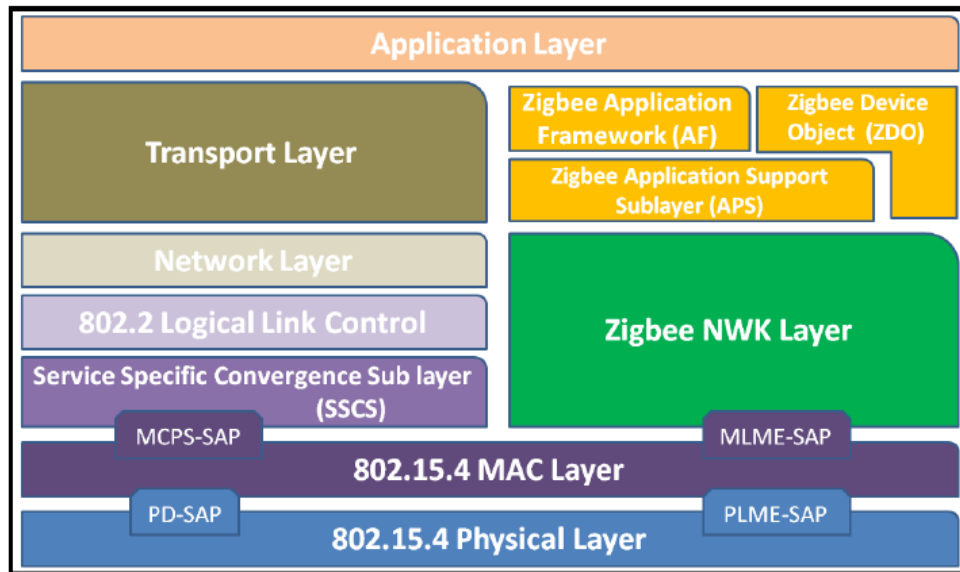 Application Layer
Transport Layer
Zigbee Application
Framework (AF)
Zigbee Device
Object (ZDO)
Zigbee Application Support
Sublayer (APS)
Network Layer
802.2 Logical Link Control
Service Specific Convergence Sub layer
(SSCS)
Zigbee NWK Layer
MCPS-SAP
MLME-SAP
802.15.4 MAC Layer
PD-SAP
PLME-SAP
802.15.4 Physical Layer